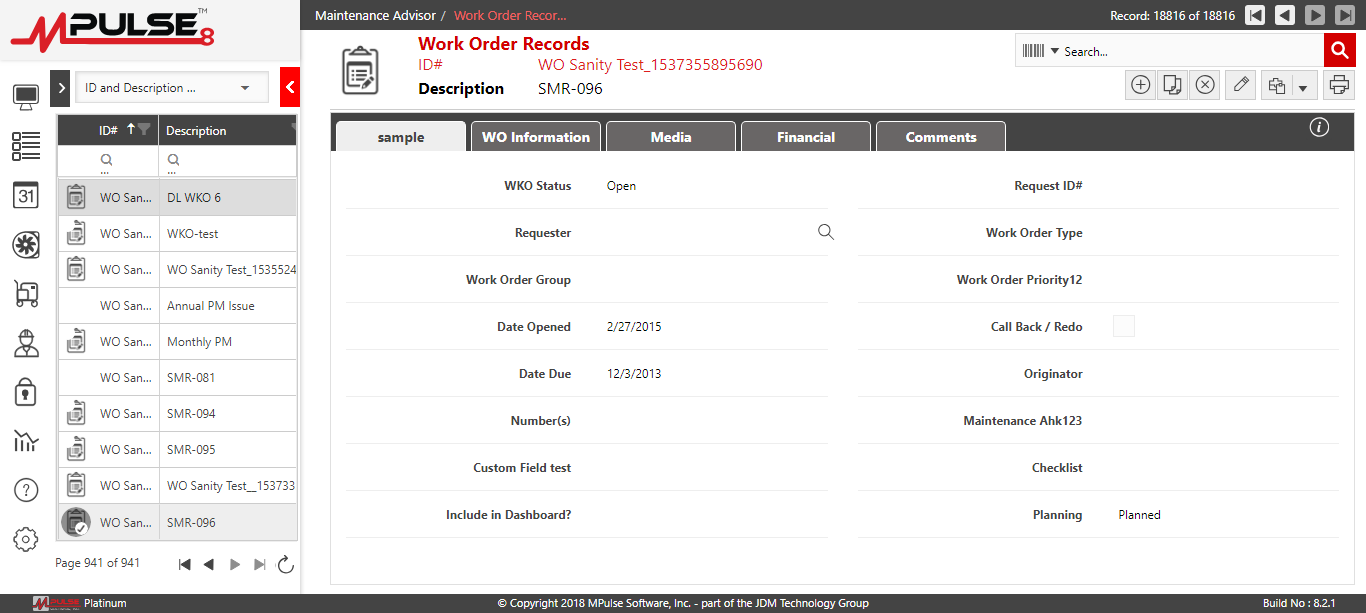 MPULSE 8 ™
Maintenance Advisor / Work Order Recor...
Record: 18816 of 18816
Work Order Records
ID# WO Sanity Test_1537355895690
Description SMR-096
Search...
ID and Description ...
ID# Description
...
...
WO San... DL WKO 6
WO San... WKO-test
WO San... WO Sanity Test_1535524
WO San... Annual PM Issue
WO San... Monthly PM
WO San... SMR-081
WO San... SMR-094
WO San... SMR-095
WO San... WO Sanity Test__153733
WO San... SMR-096
Page 941 of 941
31
?
sample WO Information Media Financial Comments
i
WKO Status Open Request ID#
Requester Work Order Type
Work Order Group Work Order Priority12
Date Opened 2/27/2015 Call Back / Redo
Date Due 12/3/2013 Originator
Number(s) Maintenance Ahk123
Custom Field test Checklist
Include in Dashboard? Planning Planned
MPULSE Platinum
© Copyright 2018 MPulse Software, Inc. - part of the JDM Technology Group
Build No : 8.2.1